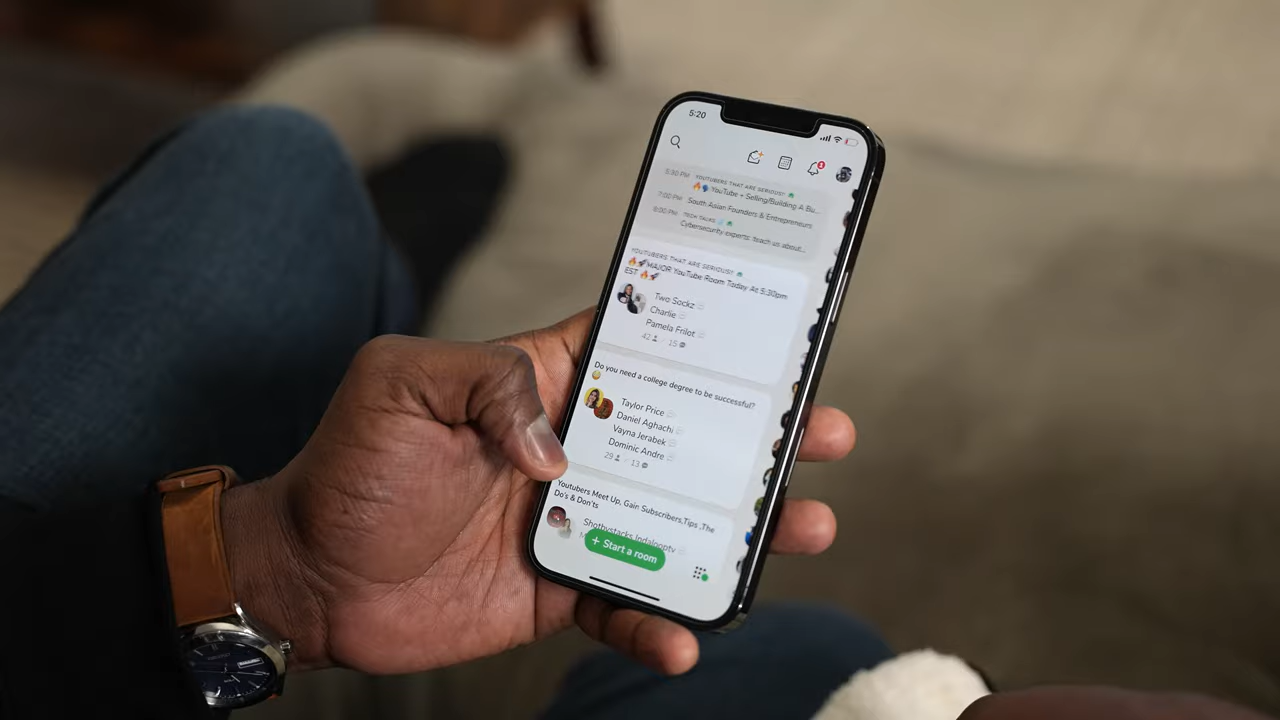 5:20
1
5:30 PM YOUTUBERS THAT ARE SERIOUS!!
🔥🗣 YouTube + Selling/Building A Bu...
7:00 PM South Asian Founders & Entrepreneurs
8:00 PM TECH TALKS
Cybersecurity experts: teach us about...
YOUTUBERS THAT ARE SERIOUS!!
🔥🚀MAJOR YouTube Room Today At 5:30pm
EST 🔥🚀
Two Sockz
Charlie
Pamela Frilot
42 / 15
Do you need a college degree to be successful?
Taylor Price
Daniel Aghachi
Vayna Jerabek
Dominic Andre
29 / 13
Youtubers Meet Up, Gain Subscribers,Tips ,The
Do's & Don'ts
Shotbystacks Indalooptv
+ Start a room